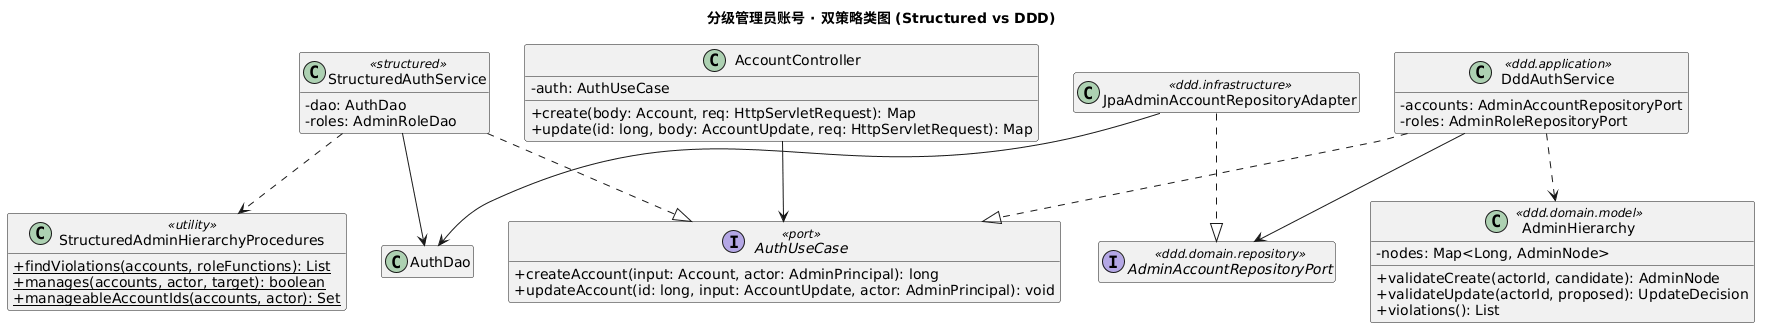 分级管理员账号 · 双策略类图 (Structured vs DDD)
«structured»
StructuredAuthService
-dao: AuthDao
-roles: AdminRoleDao
AccountController
-auth: AuthUseCase
+create(body: Account, req: HttpServletRequest): Map
+update(id: long, body: AccountUpdate, req: HttpServletRequest): Map
«ddd.infrastructure»
JpaAdminAccountRepositoryAdapter
«ddd.application»
DddAuthService
-accounts: AdminAccountRepositoryPort
-roles: AdminRoleRepositoryPort
«utility»
StructuredAdminHierarchyProcedures
+findViolations(accounts, roleFunctions): List
+manages(accounts, actor, target): boolean
+manageableAccountIds(accounts, actor): Set
AuthDao
«port»
AuthUseCase
+createAccount(input: Account, actor: AdminPrincipal): long
+updateAccount(id: long, input: AccountUpdate, actor: AdminPrincipal): void
«ddd.domain.repository»
AdminAccountRepositoryPort
«ddd.domain.model»
AdminHierarchy
-nodes: Map<Long, AdminNode>
+validateCreate(actorId, candidate): AdminNode
+validateUpdate(actorId, proposed): UpdateDecision
+violations(): List